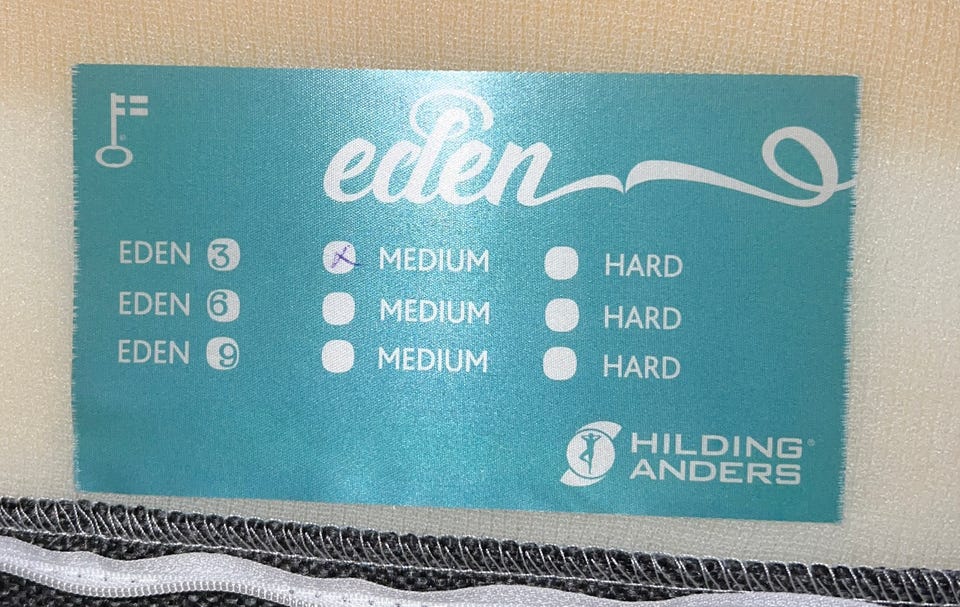 eden
EDEN 3 MEDIUM HARD
EDEN 6 MEDIUM HARD
EDEN 9 MEDIUM HARD
HILDING®
ANDERS